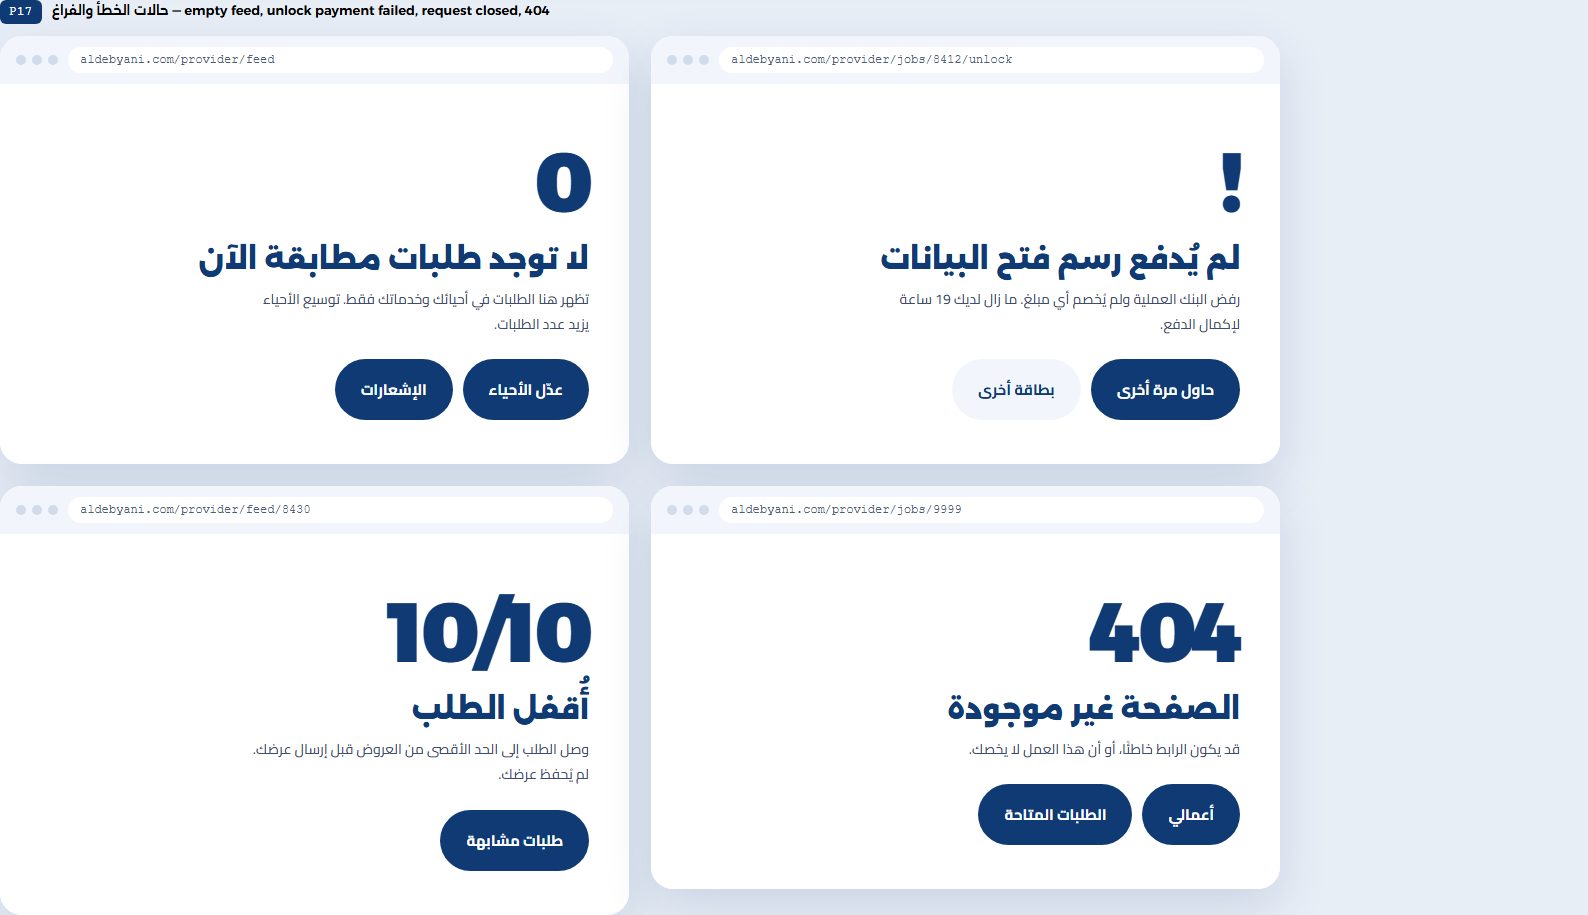 P17 حالات الخطأ والفراغ — empty feed, unlock payment failed, request closed, 404
aldebyani.com/provider/feed
0
لا توجد طلبات مطابقة الآن
تظهر هنا الطلبات في أحيائك وخدماتك فقط. توسيع الأحياء
يزيد عدد الطلبات.
عدّل الأحياء
الإشعارات
aldebyani.com/provider/jobs/8412/unlock
!
لم يُدفع رسم فتح البيانات
رفض البنك العملية ولم يُخصم أي مبلغ. ما زال لديك 19 ساعة
لإكمال الدفع.
حاول مرة أخرى
بطاقة أخرى
aldebyani.com/provider/feed/8430
10/10
أُقفل الطلب
وصل الطلب إلى الحد الأقصى من العروض قبل إرسال عرضك.
لم يُحفظ عرضك.
طلبات مشابهة
aldebyani.com/provider/jobs/9999
404
الصفحة غير موجودة
قد يكون الرابط خاطئًا، أو أن هذا العمل لا يخصك.
أعمالي
الطلبات المتاحة